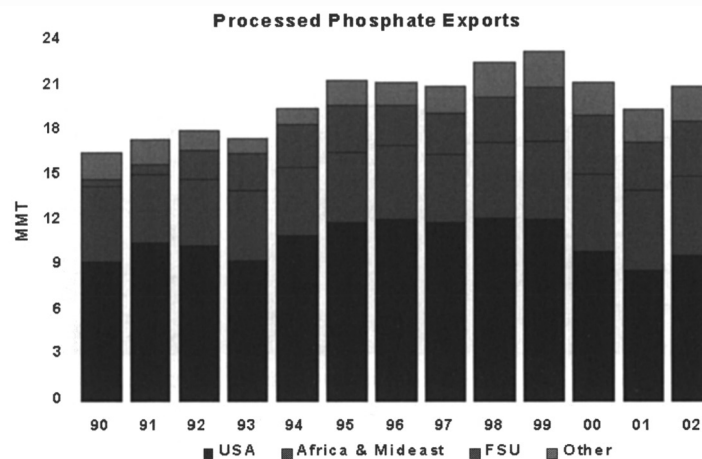 Processed Phosphate Exports
24
21
18
15
12
9
6
3
0
MMT
90 91 92 93 94 95 96 97 98 99 00 01 02
USA Africa & Mideast FSU Other